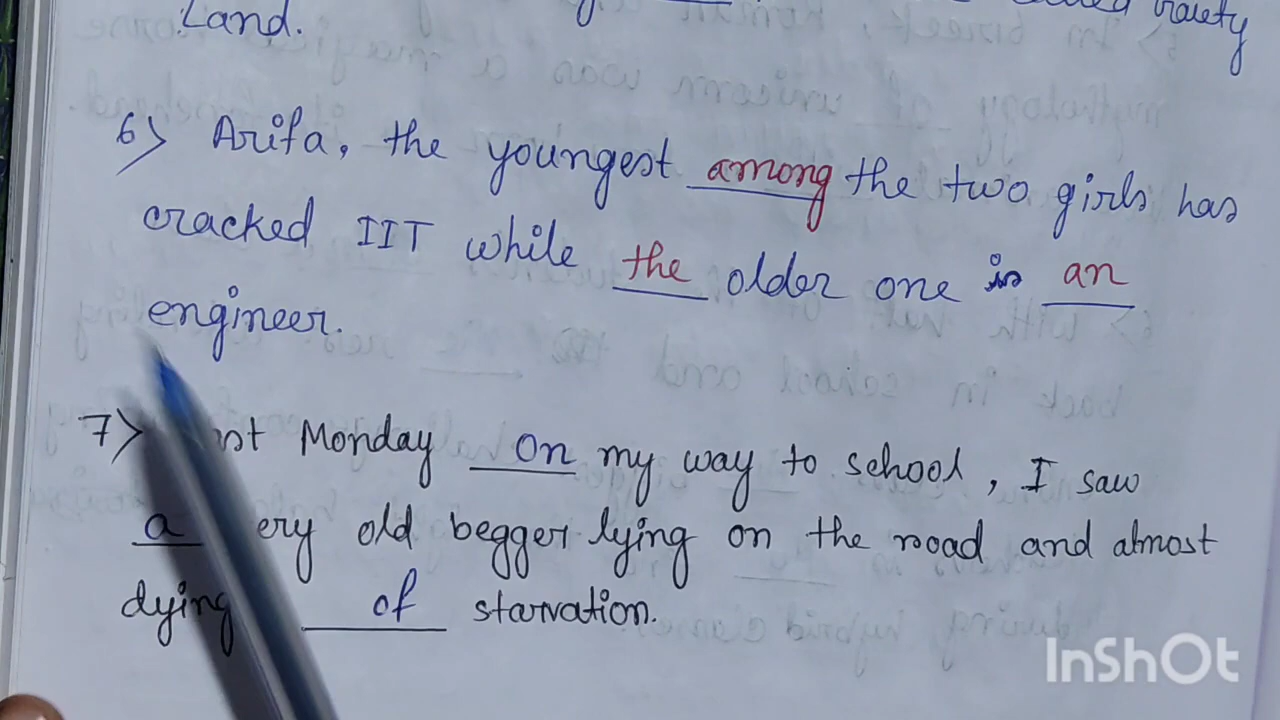 Land.
6) Arifa, the youngest among the two girls has
cracked IIT while the older one is an
engineer.
7) Monday on my way to school, I saw
a old begger lying on the road and almost
dying of starvation.
InShOt